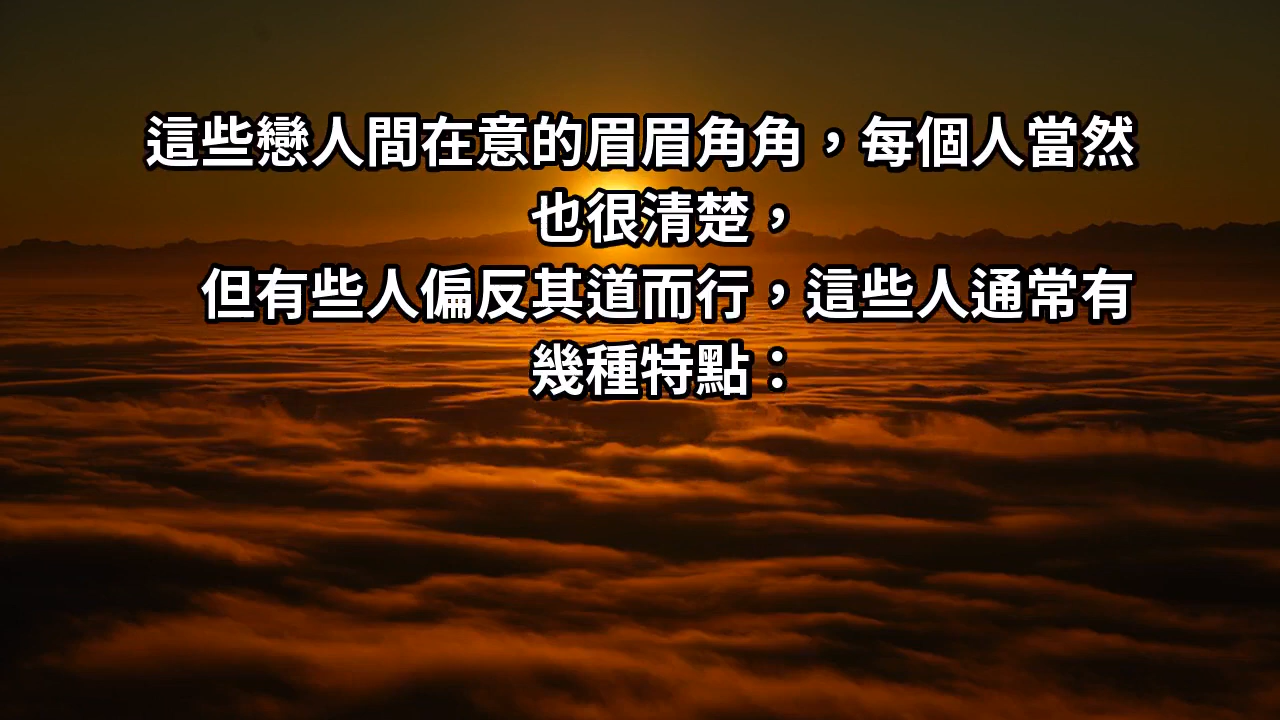 這些戀人間在意的眉眉角角，每個人當然
也很清楚，
但有些人偏反其道而行，這些人通常有
幾種特點：